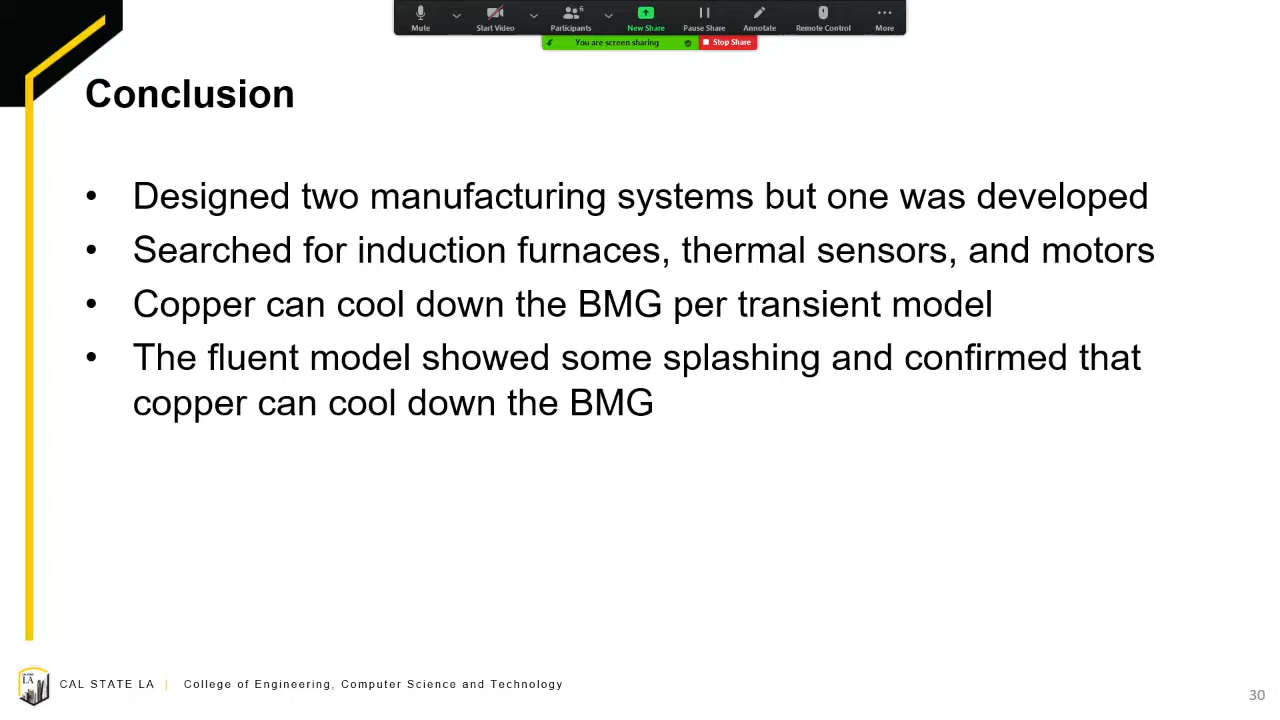 6
Mute
Start Video
Participants
New Share
Pause Share
Annotate
Remote Control
More
You are screen sharing
Stop Share
Conclusion
• Designed two manufacturing systems but one was developed
• Searched for induction furnaces, thermal sensors, and motors
• Copper can cool down the BMG per transient model
• The fluent model showed some splashing and confirmed that
copper can cool down the BMG
LA
CAL STATE LA | College of Engineering, Computer Science and Technology
30